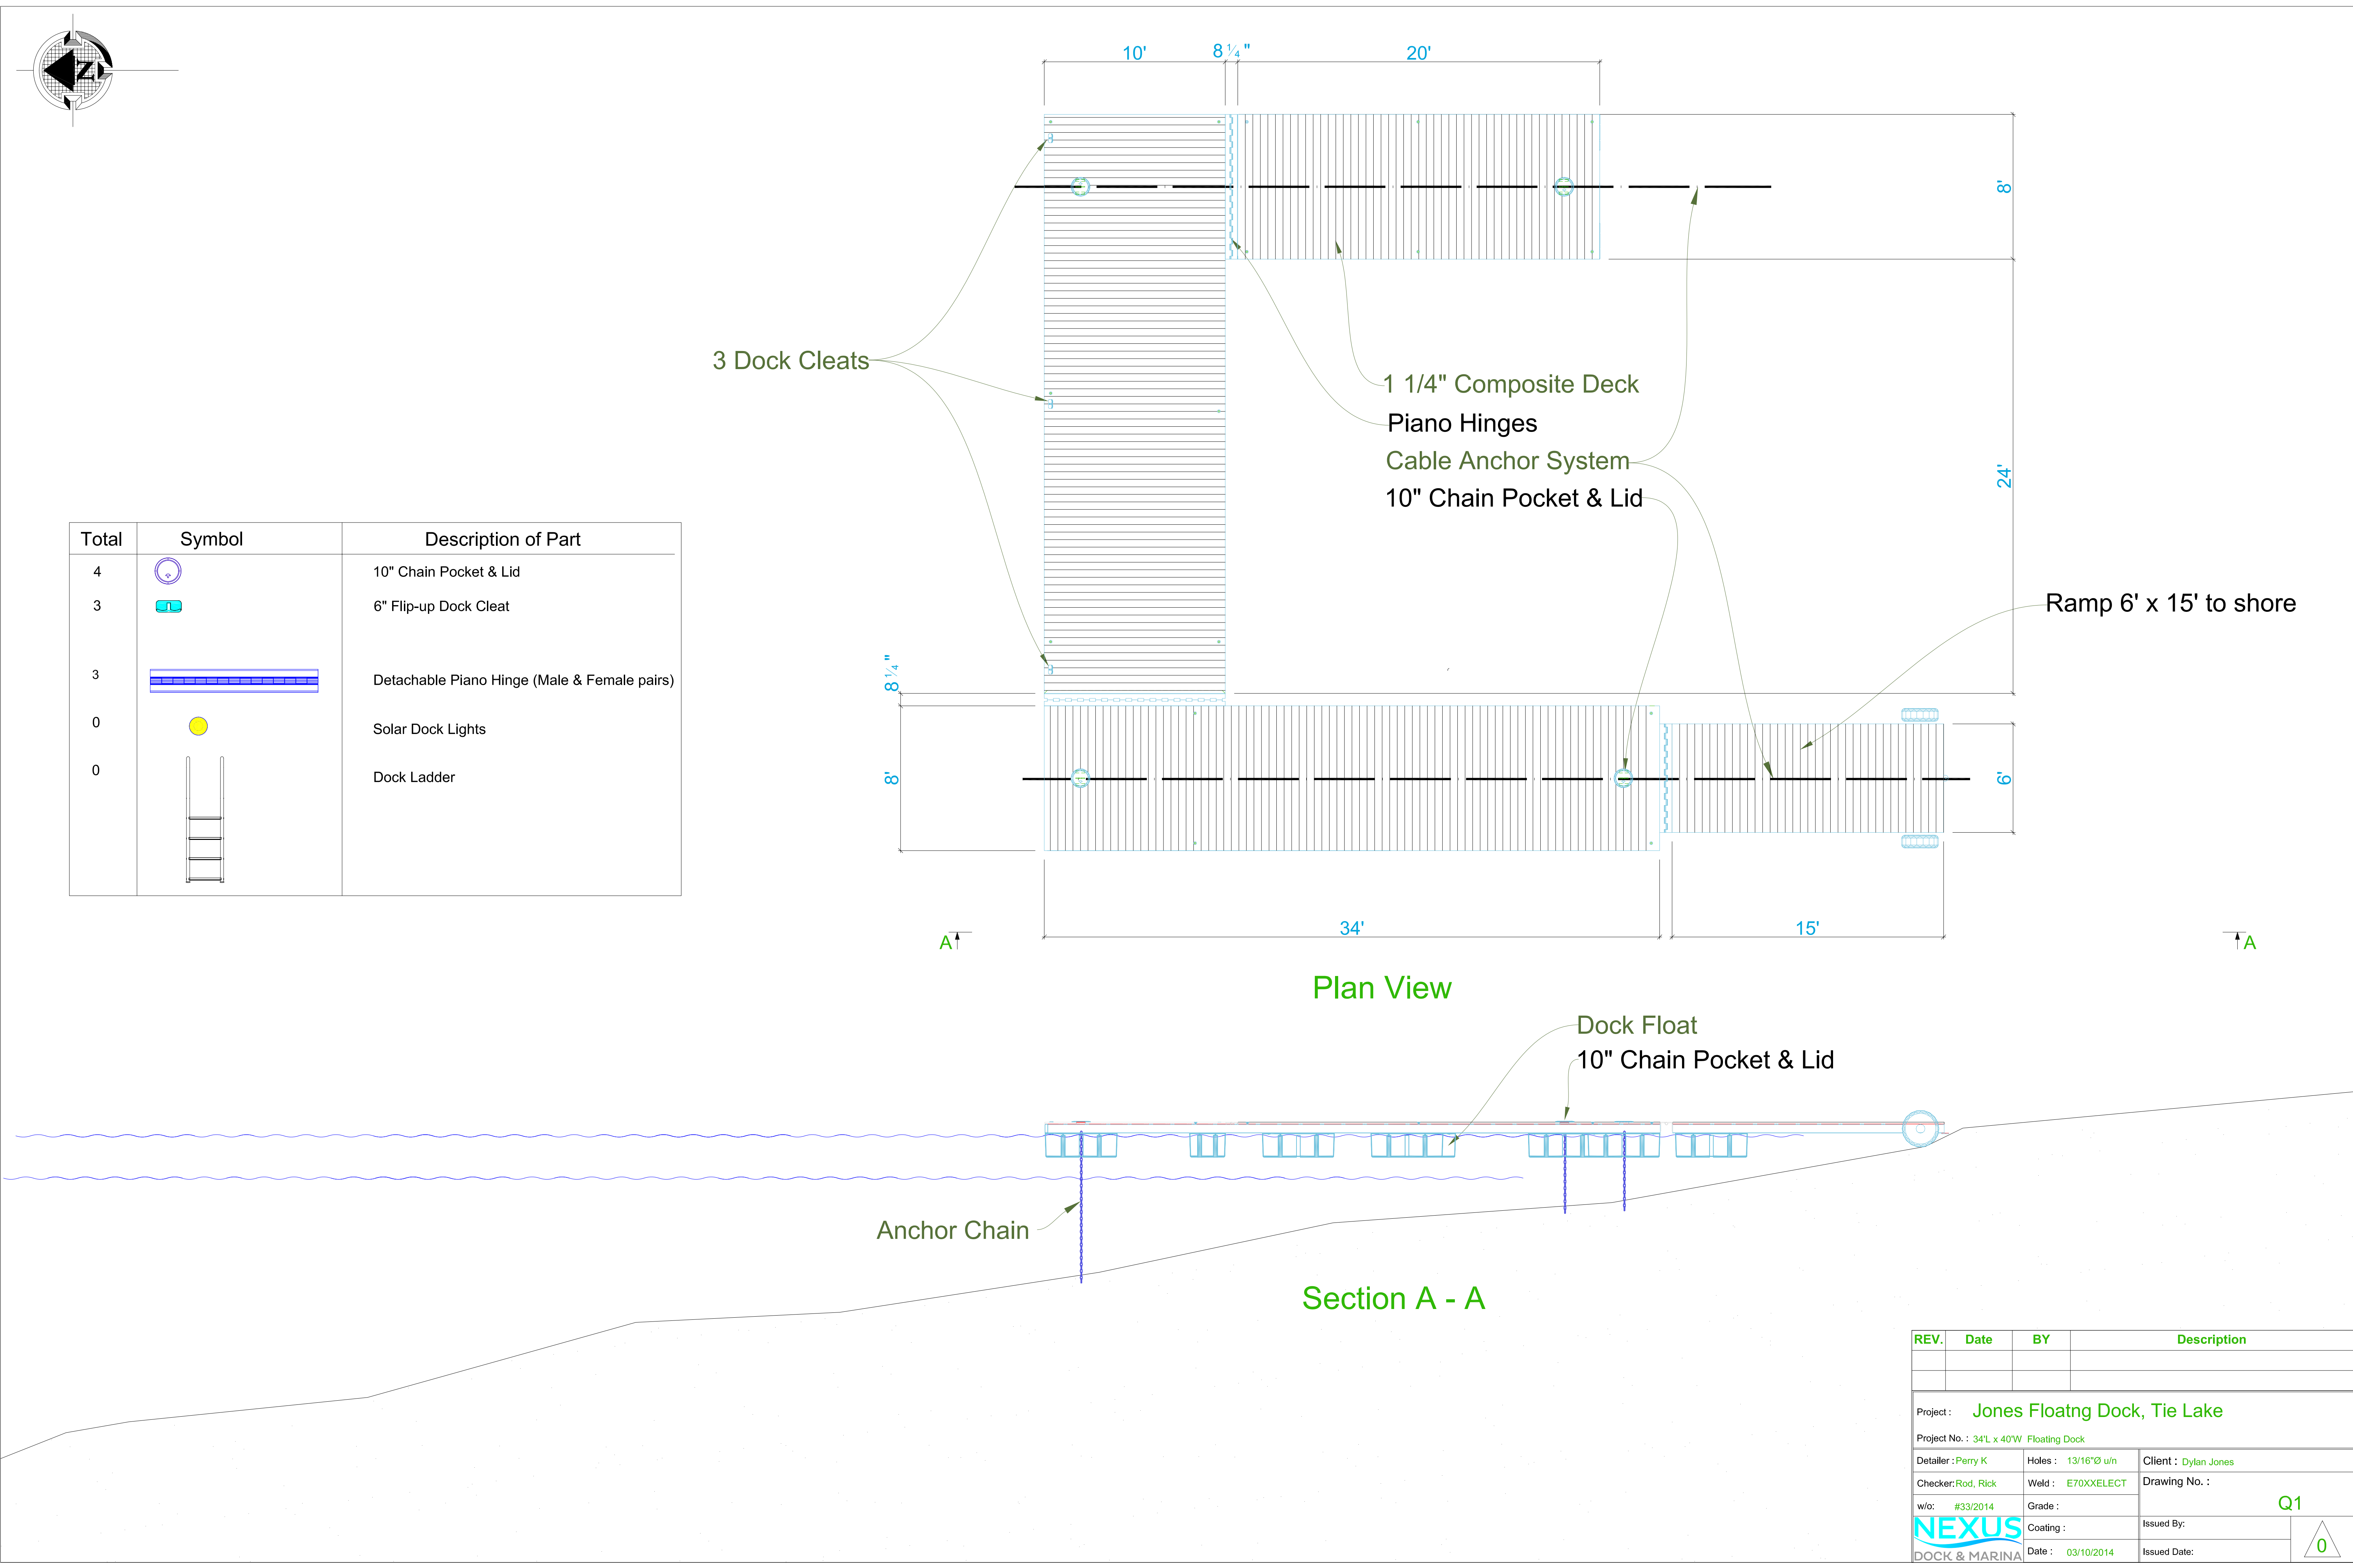 N
10' 8 1/4 " 20'
8'
3 Dock Cleats
1 1/4" Composite Deck
Piano Hinges
Cable Anchor System
24'
10" Chain Pocket & Lid
Ramp 6' x 15' to shore
Total Symbol Description of Part
4 10" Chain Pocket & Lid
3 6" Flip-up Dock Cleat
3 Detachable Piano Hinge (Male & Female pairs)
0 Solar Dock Lights
0 Dock Ladder
8 1/4 "
8'
6'
34' 15'
A A
Plan View
Dock Float
10" Chain Pocket & Lid
Anchor Chain
Section A - A
REV. Date BY Description
Project : Jones Floatng Dock, Tie Lake
Project No. : 34'L x 40'W Floating Dock
Detailer : Perry K Holes : 13/16"Ø u/n Client : Dylan Jones
Checker: Rod, Rick Weld : E70XXELECT Drawing No. :
w/o: #33/2014 Grade : Q1
NEXUS Coating : Issued By:
DOCK & MARINA Date : 03/10/2014 Issued Date: 0